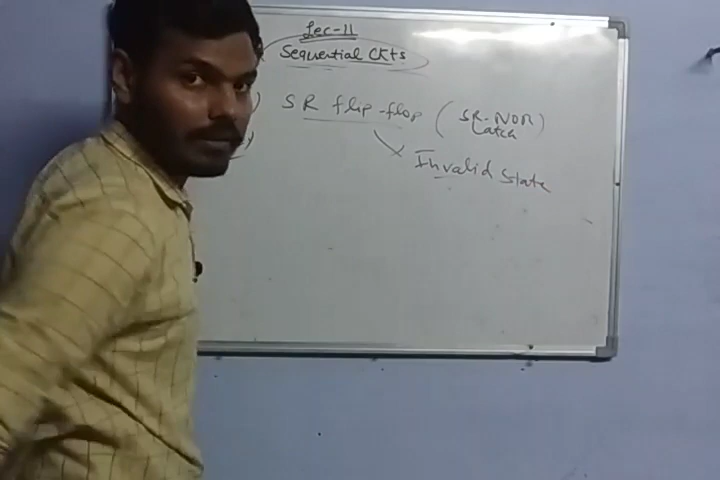 Lec-11
Sequential CKts
SR flip-flop (SR-NOR
Latch)
Invalid State